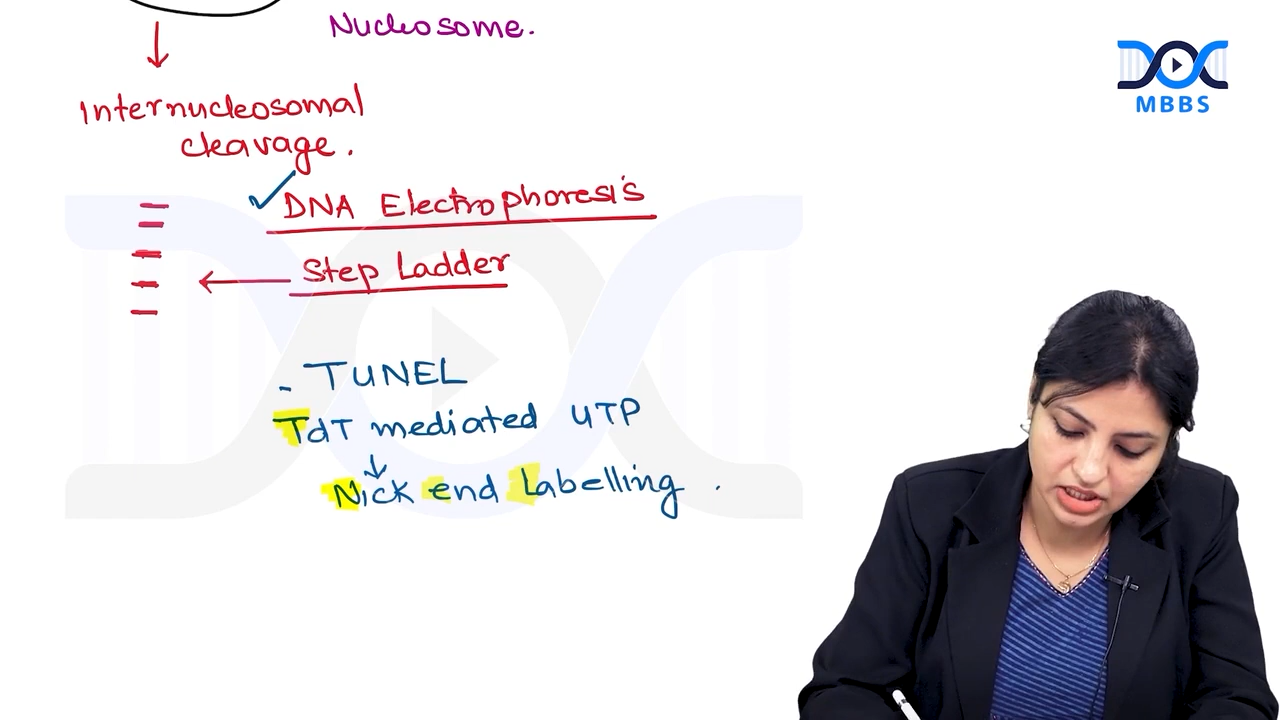 Nucleosome.
MBBS
Internucleosomal
cleavage.
DNA Electrophoresis
Step Ladder
- TUNEL
TdT mediated UTP
Nick end Labelling .